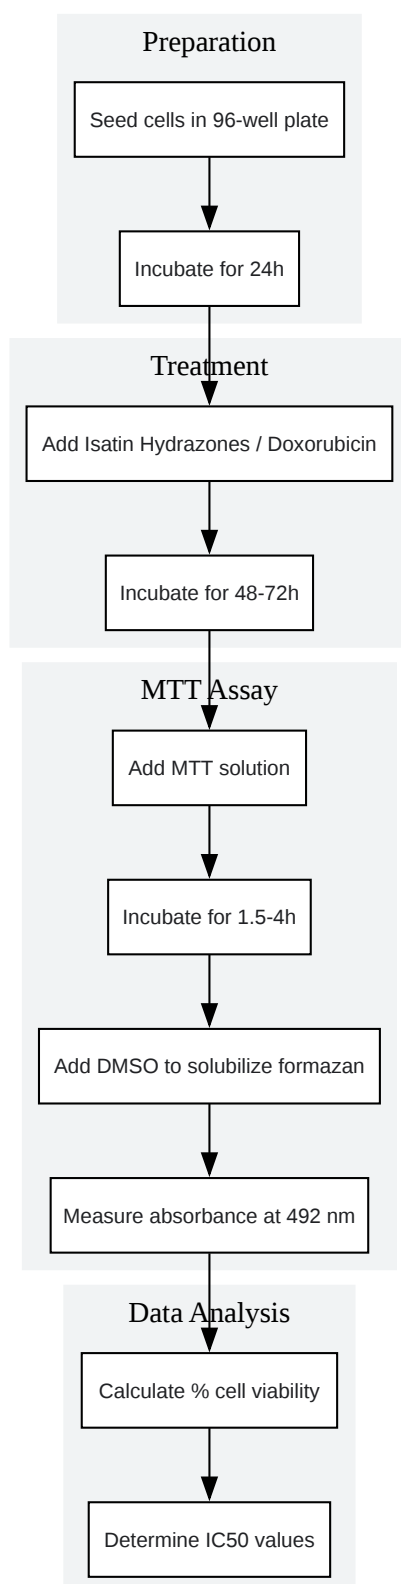 Preparation
Seed cells in 96-well plate
Incubate for 24h
Treatment
Add Isatin Hydrazones / Doxorubicin
Incubate for 48-72h
MTT Assay
Add MTT solution
Incubate for 1.5-4h
Add DMSO to solubilize formazan
Measure absorbance at 492 nm
Data Analysis
Calculate % cell viability
Determine IC50 values